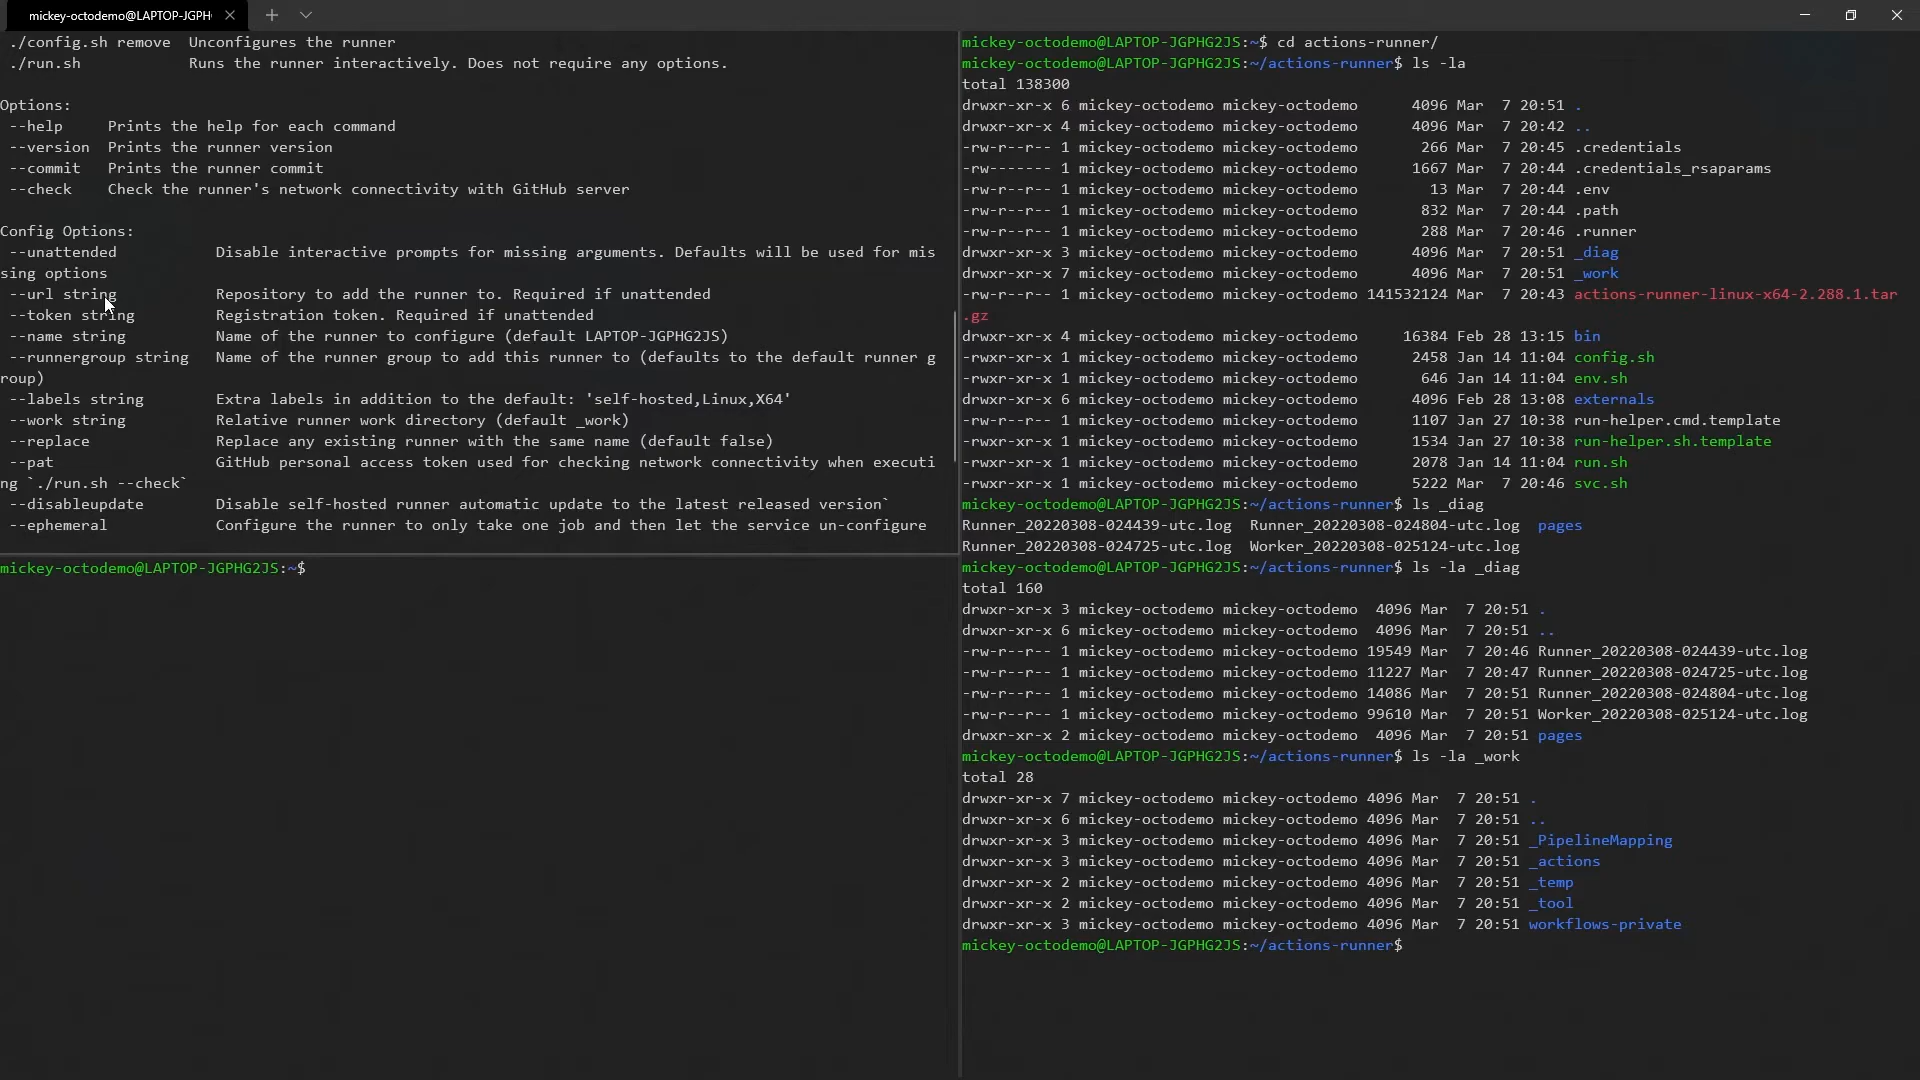 mickey-octodemo@LAPTOP-JGPH
./config.sh remove  Unconfigures the runner
./run.sh            Runs the runner interactively. Does not require any options.
Options:
--help     Prints the help for each command
--version  Prints the runner version
--commit   Prints the runner commit
--check    Check the runner's network connectivity with GitHub server
Config Options:
--unattended           Disable interactive prompts for missing arguments. Defaults will be used for mis
sing options
--url string           Repository to add the runner to. Required if unattended
--token string         Registration token. Required if unattended
--name string          Name of the runner to configure (default LAPTOP-JGPHG2JS)
--runnergroup string   Name of the runner group to add this runner to (defaults to the default runner g
roup)
--labels string        Extra labels in addition to the default: 'self-hosted,Linux,X64'
--work string          Relative runner work directory (default _work)
--replace              Replace any existing runner with the same name (default false)
--pat                  GitHub personal access token used for checking network connectivity when executi
ng `./run.sh --check`
--disableupdate        Disable self-hosted runner automatic update to the latest released version`
--ephemeral            Configure the runner to only take one job and then let the service un-configure
mickey-octodemo@LAPTOP-JGPHG2JS:~$
mickey-octodemo@LAPTOP-JGPHG2JS:~$ cd actions-runner/
mickey-octodemo@LAPTOP-JGPHG2JS:~/actions-runner$ ls -la
total 138300
drwxr-xr-x 6 mickey-octodemo mickey-octodemo      4096 Mar  7 20:51 .
drwxr-xr-x 4 mickey-octodemo mickey-octodemo      4096 Mar  7 20:42 ..
-rw-r--r-- 1 mickey-octodemo mickey-octodemo       266 Mar  7 20:45 .credentials
-rw------- 1 mickey-octodemo mickey-octodemo      1667 Mar  7 20:44 .credentials_rsaparams
-rw-r--r-- 1 mickey-octodemo mickey-octodemo        13 Mar  7 20:44 .env
-rw-r--r-- 1 mickey-octodemo mickey-octodemo       832 Mar  7 20:44 .path
-rw-r--r-- 1 mickey-octodemo mickey-octodemo       288 Mar  7 20:46 .runner
drwxr-xr-x 3 mickey-octodemo mickey-octodemo      4096 Mar  7 20:51 _diag
drwxr-xr-x 7 mickey-octodemo mickey-octodemo      4096 Mar  7 20:51 _work
-rw-r--r-- 1 mickey-octodemo mickey-octodemo 141532124 Mar  7 20:43 actions-runner-linux-x64-2.288.1.tar
.gz
drwxr-xr-x 4 mickey-octodemo mickey-octodemo     16384 Feb 28 13:15 bin
-rwxr-xr-x 1 mickey-octodemo mickey-octodemo      2458 Jan 14 11:04 config.sh
-rwxr-xr-x 1 mickey-octodemo mickey-octodemo       646 Jan 14 11:04 env.sh
drwxr-xr-x 6 mickey-octodemo mickey-octodemo      4096 Feb 28 13:08 externals
-rw-r--r-- 1 mickey-octodemo mickey-octodemo      1107 Jan 27 10:38 run-helper.cmd.template
-rwxr-xr-x 1 mickey-octodemo mickey-octodemo      1534 Jan 27 10:38 run-helper.sh.template
-rwxr-xr-x 1 mickey-octodemo mickey-octodemo      2078 Jan 14 11:04 run.sh
-rwxr-xr-x 1 mickey-octodemo mickey-octodemo      5222 Mar  7 20:46 svc.sh
mickey-octodemo@LAPTOP-JGPHG2JS:~/actions-runner$ ls _diag
Runner_20220308-024439-utc.log  Runner_20220308-024804-utc.log  pages
Runner_20220308-024725-utc.log  Worker_20220308-025124-utc.log
mickey-octodemo@LAPTOP-JGPHG2JS:~/actions-runner$ ls -la _diag
total 160
drwxr-xr-x 3 mickey-octodemo mickey-octodemo  4096 Mar  7 20:51 .
drwxr-xr-x 6 mickey-octodemo mickey-octodemo  4096 Mar  7 20:51 ..
-rw-r--r-- 1 mickey-octodemo mickey-octodemo 19549 Mar  7 20:46 Runner_20220308-024439-utc.log
-rw-r--r-- 1 mickey-octodemo mickey-octodemo 11227 Mar  7 20:47 Runner_20220308-024725-utc.log
-rw-r--r-- 1 mickey-octodemo mickey-octodemo 14086 Mar  7 20:51 Runner_20220308-024804-utc.log
-rw-r--r-- 1 mickey-octodemo mickey-octodemo 99610 Mar  7 20:51 Worker_20220308-025124-utc.log
drwxr-xr-x 2 mickey-octodemo mickey-octodemo  4096 Mar  7 20:51 pages
mickey-octodemo@LAPTOP-JGPHG2JS:~/actions-runner$ ls -la _work
total 28
drwxr-xr-x 7 mickey-octodemo mickey-octodemo 4096 Mar  7 20:51 .
drwxr-xr-x 6 mickey-octodemo mickey-octodemo 4096 Mar  7 20:51 ..
drwxr-xr-x 3 mickey-octodemo mickey-octodemo 4096 Mar  7 20:51 _PipelineMapping
drwxr-xr-x 3 mickey-octodemo mickey-octodemo 4096 Mar  7 20:51 _actions
drwxr-xr-x 2 mickey-octodemo mickey-octodemo 4096 Mar  7 20:51 _temp
drwxr-xr-x 2 mickey-octodemo mickey-octodemo 4096 Mar  7 20:51 _tool
drwxr-xr-x 3 mickey-octodemo mickey-octodemo 4096 Mar  7 20:51 workflows-private
mickey-octodemo@LAPTOP-JGPHG2JS:~/actions-runner$